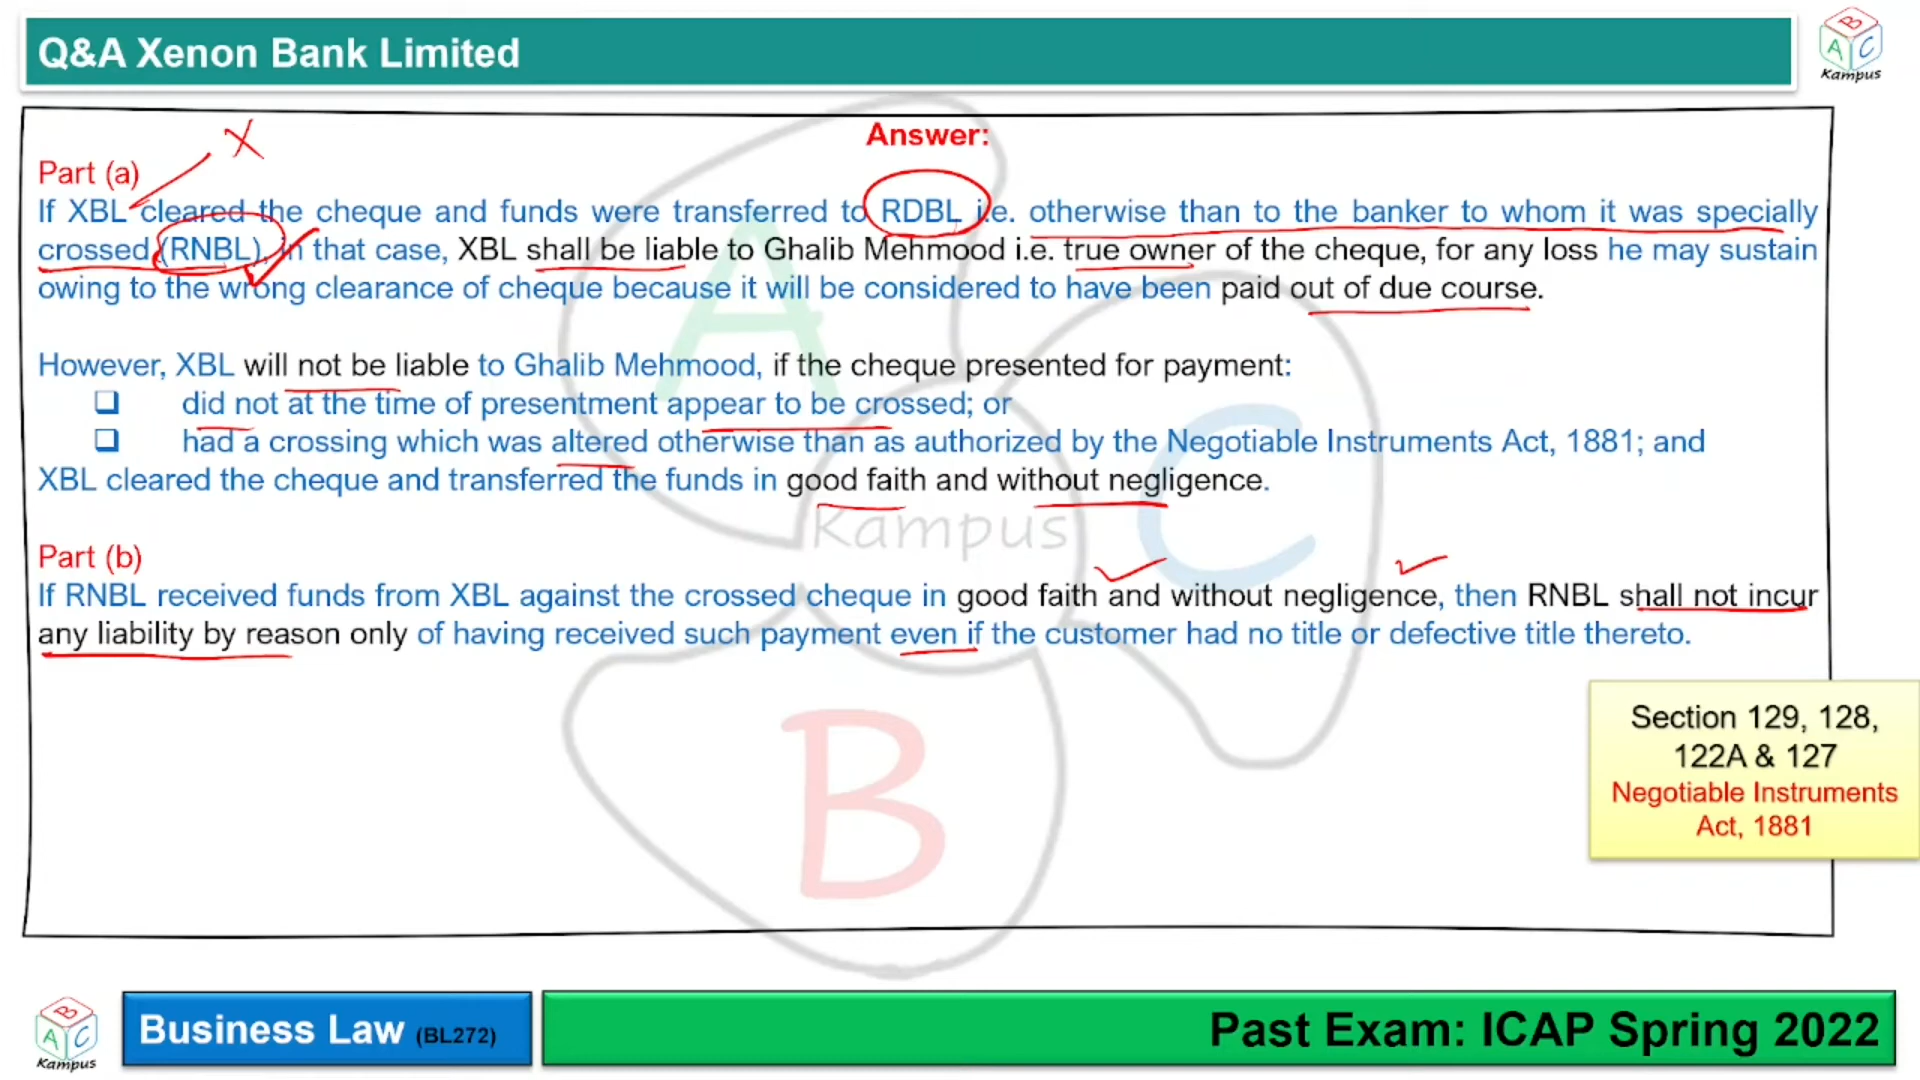 Q&A Xenon Bank Limited
B
A C
Kampus
Answer:
X
Part (a)
If XBL cleared the cheque and funds were transferred to RDBL i.e. otherwise than to the banker to whom it was specially
crossed (RNBL), in that case, XBL shall be liable to Ghalib Mehmood i.e. true owner of the cheque, for any loss he may sustain
owing to the wrong clearance of cheque because it will be considered to have been paid out of due course.
However, XBL will not be liable to Ghalib Mehmood, if the cheque presented for payment:
❑ did not at the time of presentment appear to be crossed; or
❑ had a crossing which was altered otherwise than as authorized by the Negotiable Instruments Act, 1881; and
XBL cleared the cheque and transferred the funds in good faith and without negligence.
Part (b)
If RNBL received funds from XBL against the crossed cheque in good faith and without negligence, then RNBL shall not incur
any liability by reason only of having received such payment even if the customer had no title or defective title thereto.
A
Kampus
C
B
Section 129, 128,
122A & 127
Negotiable Instruments
Act, 1881
B
A C
Kampus
Business Law (BL272)
Past Exam: ICAP Spring 2022